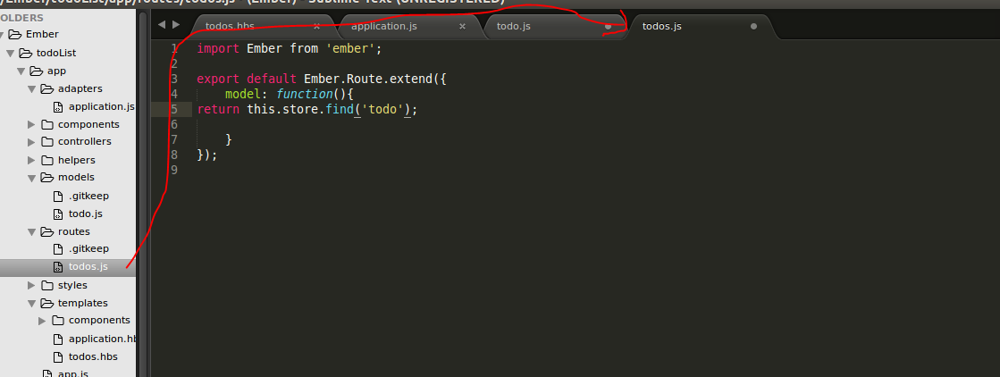 /Ember/todoList/app/routes/todos.js - (Ember) - Sublime Text (UNREGISTERED)
OLDERS
Ember
todoList
app
adapters
application.js
components
controllers
helpers
models
.gitkeep
todo.js
routes
.gitkeep
todos.js
styles
templates
components
application.hb
todos.hbs
app.js
todos.hbs × application.js × todo.js todos.js
1 import Ember from 'ember';
2
3 export default Ember.Route.extend({
4 model: function(){
5 return this.store.find('todo');
6
7 }
8 });
9